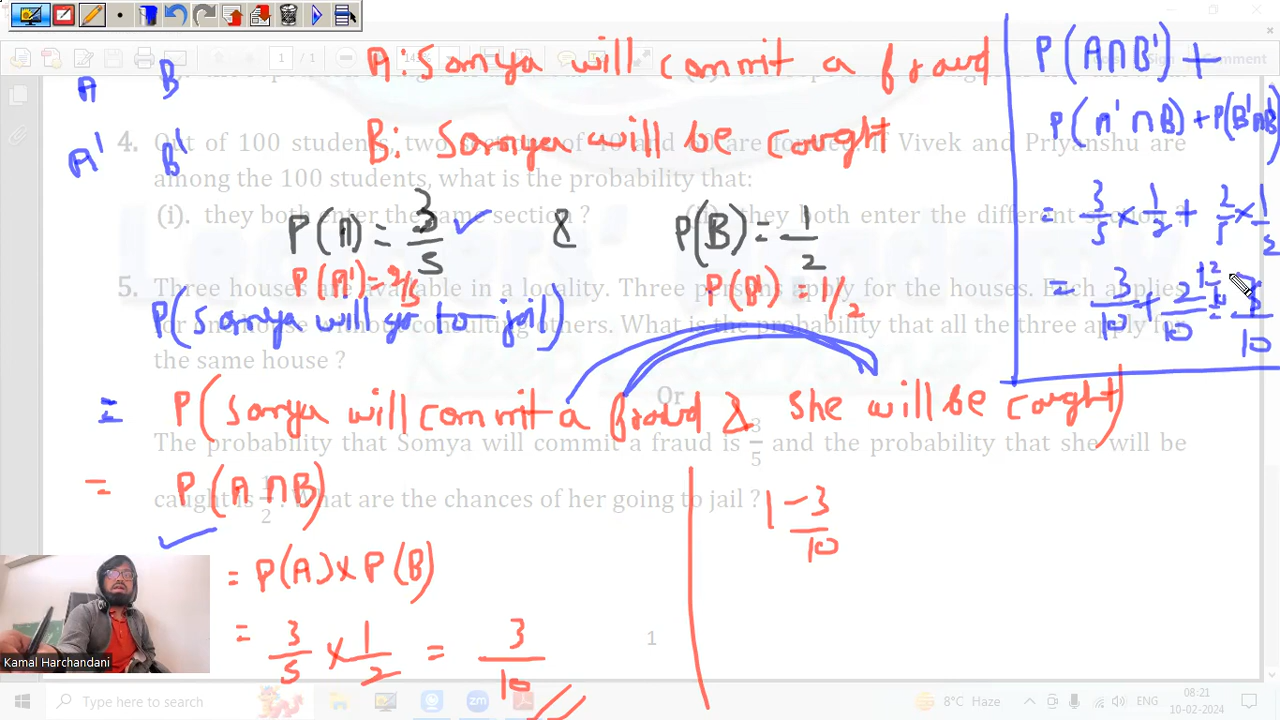 1 / 1
Sign
Comment
A B
A' B'
A: Somya will commit a fraud
B: Somya will be caught
4. Out of 100 students, two sections of 40 and 60 are formed. If Vivek and Priyanshu are
among the 100 students, what is the probability that:
(i). they both enter the same section ? (ii). they both enter the different section ?
P(A) = 3/5 & P(B) = 1/2
P(A') = 2/5 P(B') = 1/2
5. Three houses are available in a locality. Three persons apply for the houses. Each applies
for one house without consulting others. What is the probability that all the three apply for
the same house ?
P(Somya will go to jail)
Or
= P(Somya will commit a fraud & she will be caught)
The probability that Somya will commit a fraud is 3/5 and the probability that she will be
caught is 1/2. What are the chances of her going to jail ?
= P(A∩B)
= P(A)×P(B)
= 3/5 × 1/2 = 3/10
1 - 3/10
P(A∩B') +
P(A'∩B) + P(B'∩B')
= 3/5 × 1/2 + 2/5 × 1/2
= 3/10 + 2/10
1
Kamal Harchandani
Type here to search
zm
8°C Haze
ENG
08:21
10-02-2024